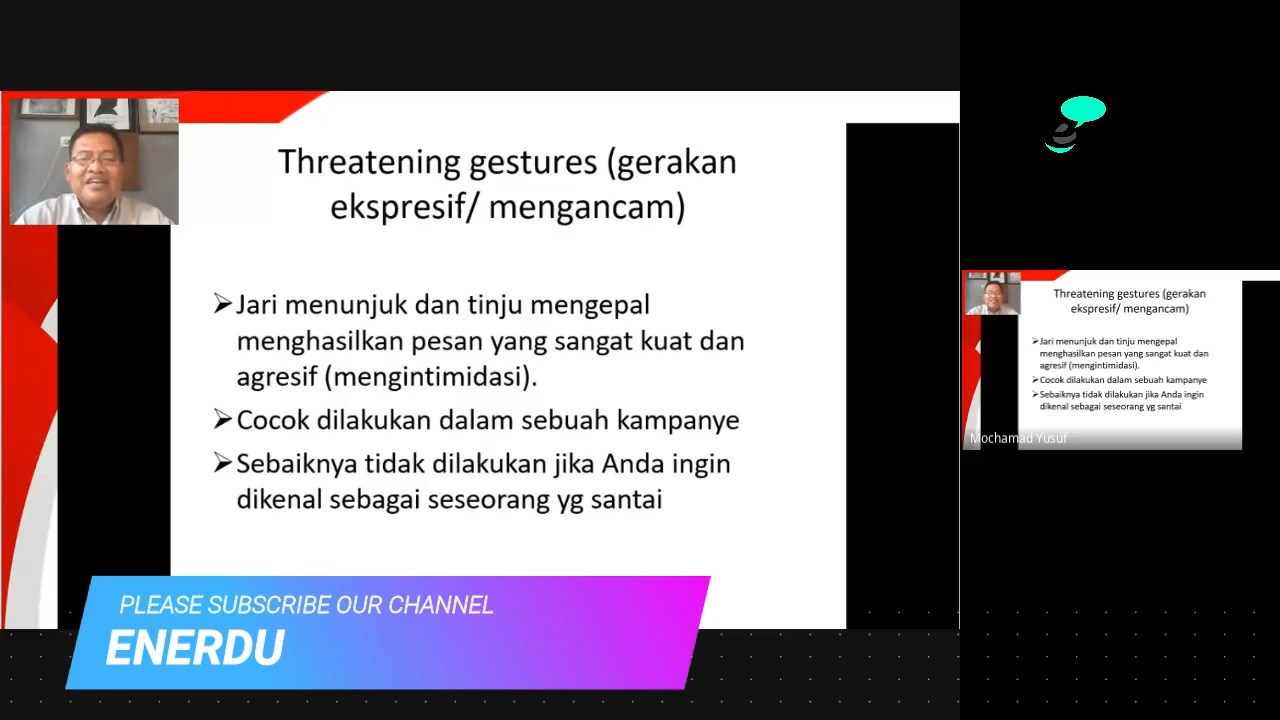 Threatening gestures (gerakan
ekspresif/ mengancam)
➢Jari menunjuk dan tinju mengepal
menghasilkan pesan yang sangat kuat dan
agresif (mengintimidasi).
➢Cocok dilakukan dalam sebuah kampanye
➢Sebaiknya tidak dilakukan jika Anda ingin
dikenal sebagai seseorang yg santai
PLEASE SUBSCRIBE OUR CHANNEL
ENERDU
Threatening gestures (gerakan
ekspresif/ mengancam)
➢Jari menunjuk dan tinju mengepal
menghasilkan pesan yang sangat kuat dan
agresif (mengintimidasi).
➢Cocok dilakukan dalam sebuah kampanye
➢Sebaiknya tidak dilakukan jika Anda ingin
dikenal sebagai seseorang yg santai
Mochamad Yusuf